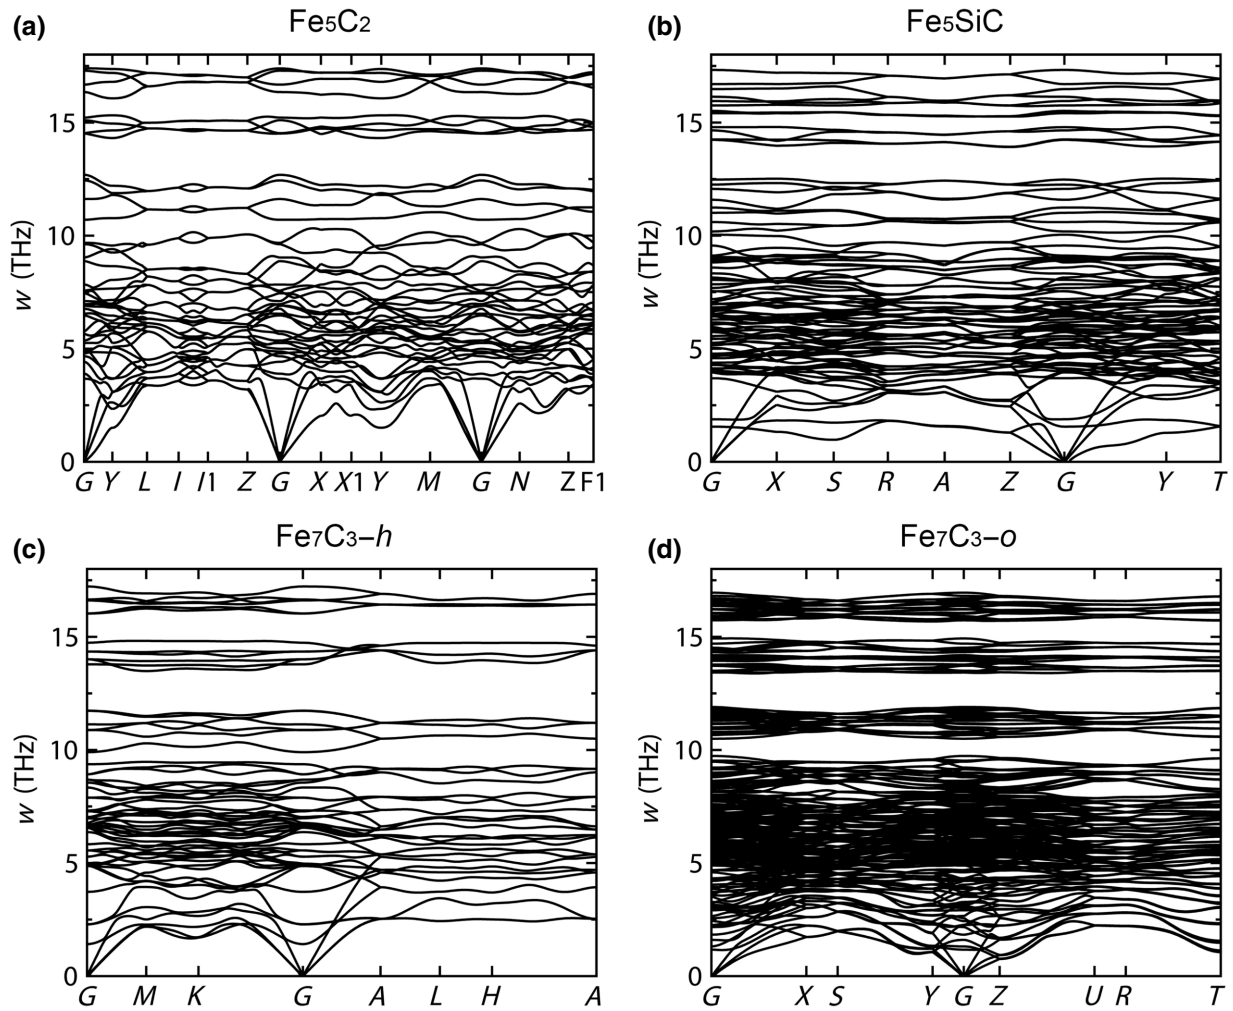 (a) Fe5C2
15
10
5
0
w (THz)
G Y L I I1 Z G X X1 Y M G N Z F1
(b) Fe5SiC
15
10
5
0
w (THz)
G X S R A Z G Y T
(c) Fe7C3–h
15
10
5
0
w (THz)
G M K G A L H A
(d) Fe7C3–o
15
10
5
0
w (THz)
G X S Y G Z U R T